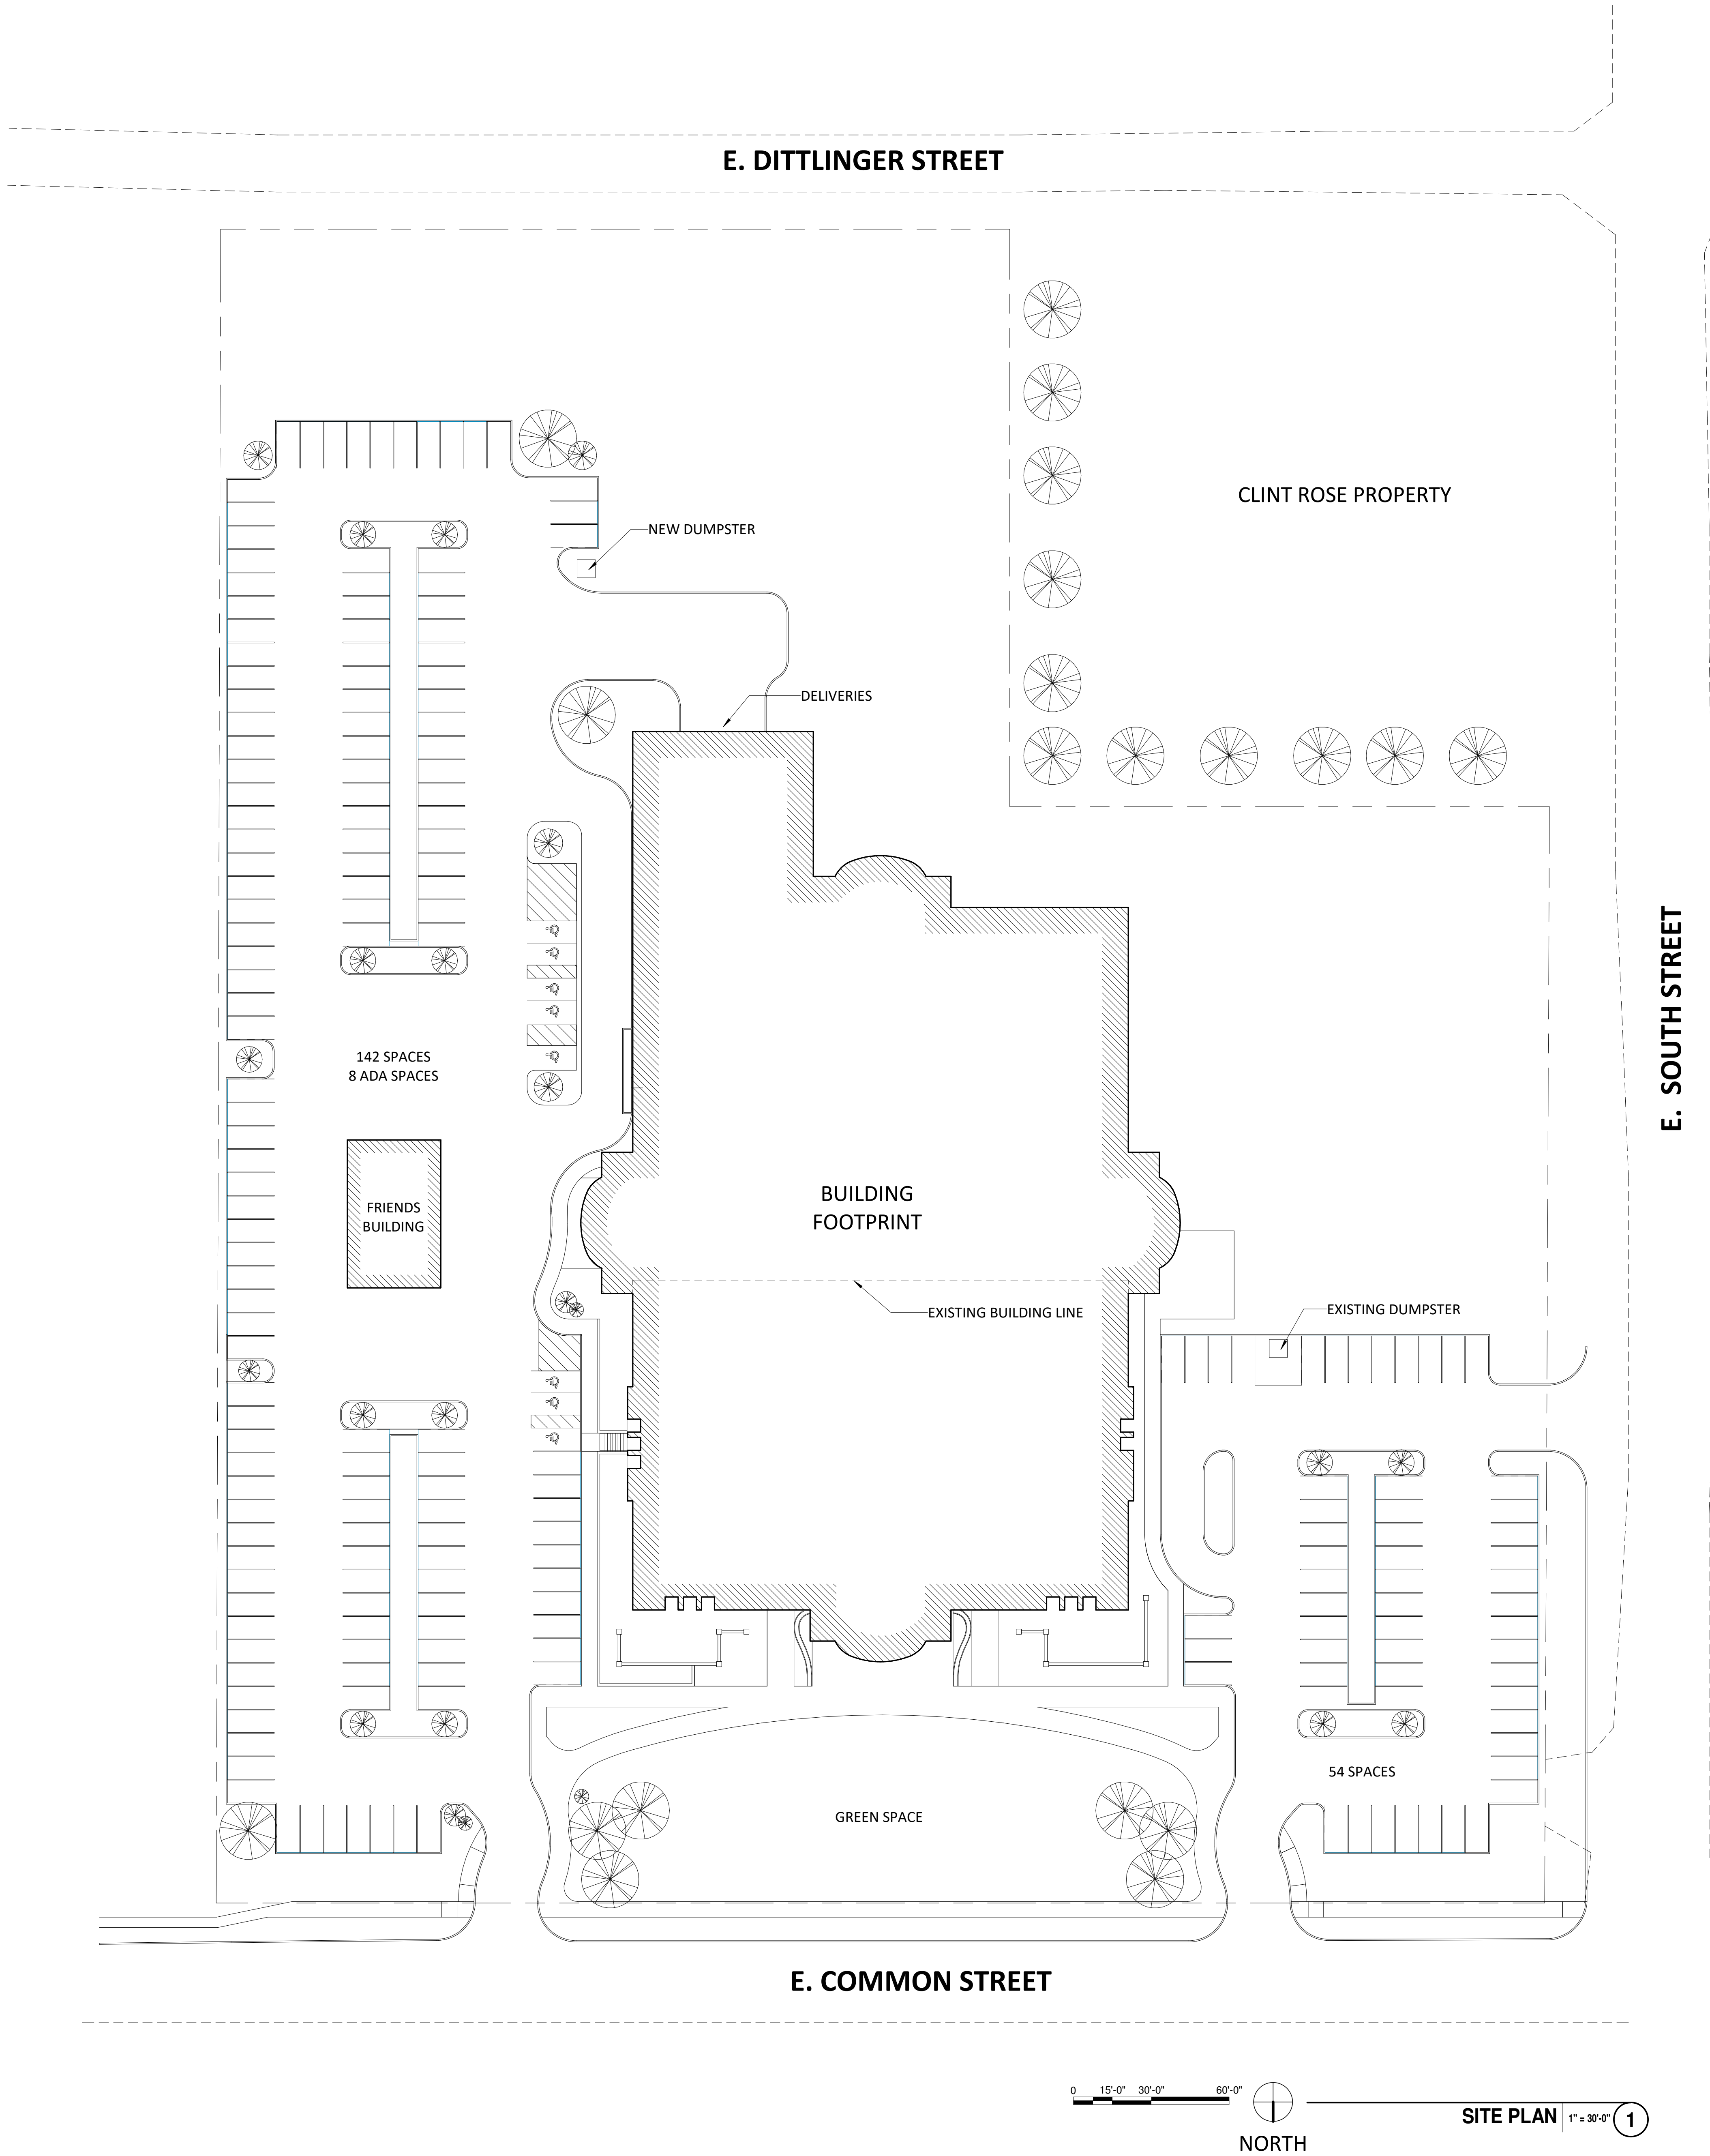 E. DITTLINGER STREET
CLINT ROSE PROPERTY
NEW DUMPSTER
DELIVERIES
E. SOUTH STREET
142 SPACES
8 ADA SPACES
FRIENDS
BUILDING
BUILDING
FOOTPRINT
EXISTING BUILDING LINE
EXISTING DUMPSTER
54 SPACES
GREEN SPACE
E. COMMON STREET
0 15'-0" 30'-0" 60'-0"
NORTH
SITE PLAN 1" = 30'-0" 1